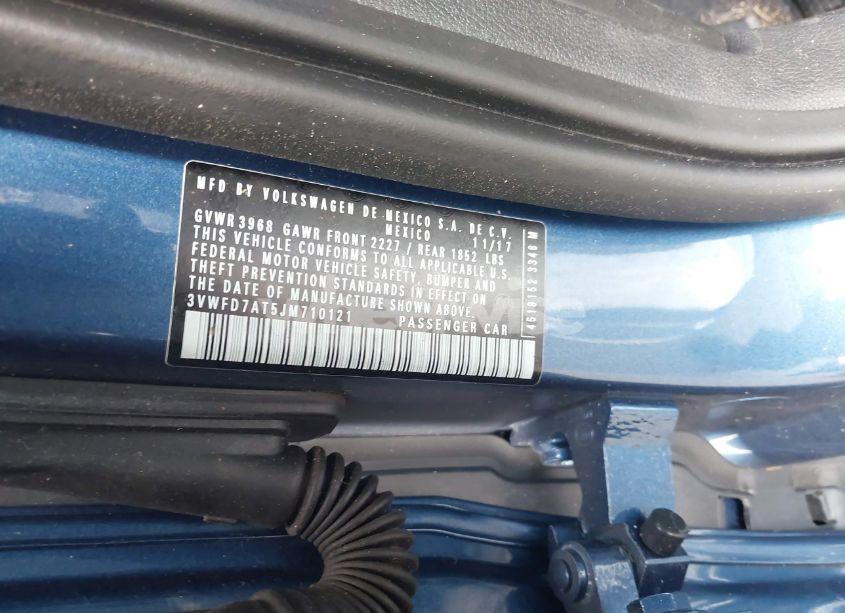 MFD BY VOLKSWAGEN DE MEXICO S.A. DE C.V.
MEXICO 11/17
GVWR 3968 GAWR FRONT 2227 / REAR 1852 LBS
THIS VEHICLE CONFORMS TO ALL APPLICABLE U.S.
FEDERAL MOTOR VEHICLE SAFETY, BUMPER AND
THEFT PREVENTION STANDARDS IN EFFECT ON
THE DATE OF MANUFACTURE SHOWN ABOVE.
3VWFD7AT5JM710121 PASSENGER CAR